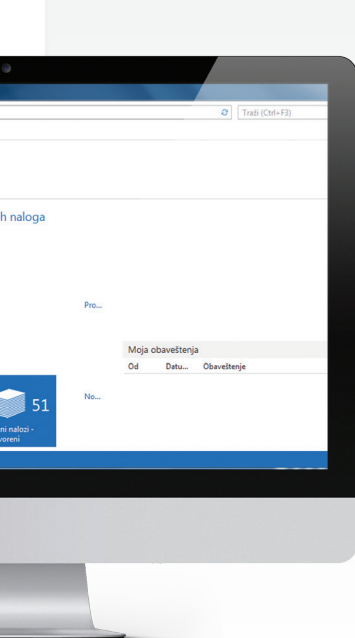 Traži (Ctrl+F3)
h naloga
Pro...
Moja obaveštenja
Od Datu... Obaveštenje
51
No...
ni nalozi -
voreni